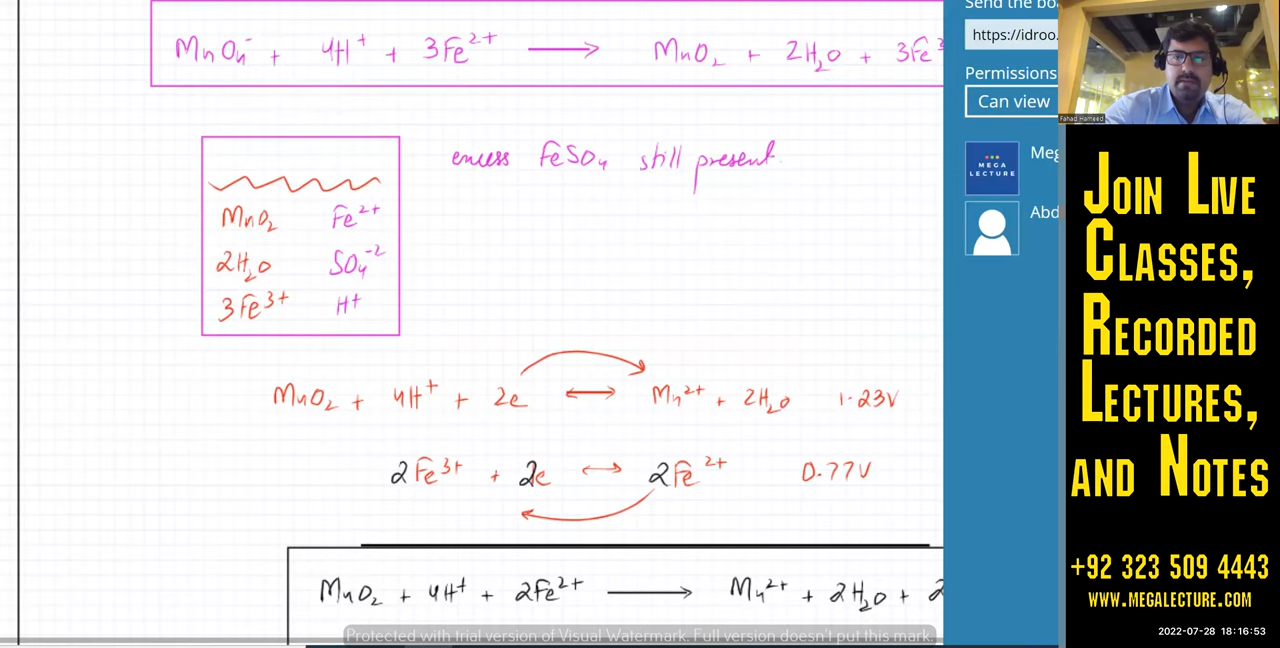 MnO₄⁻ + 4H⁺ + 3Fe²⁺ ⟶ MnO₂ + 2H₂O + 3Fe³
excess FeSO₄ still present
MnO₂ Fe²⁺
2H₂O SO₄⁻²
3Fe³⁺ H⁺
MnO₂ + 4H⁺ + 2e ⟷ Mn²⁺ + 2H₂O 1.23V
2Fe³⁺ + 2e ⟷ 2Fe²⁺ 0.77V
MnO₂ + 4H⁺ + 2Fe²⁺ ⟶ Mn²⁺ + 2H₂O + 2
Protected with trial version of Visual Watermark. Full version doesn't put this mark.
Send the boa
https://idroo.
Permissions
Can view
MEGA
LECTURE
Meg
Abd
Fahad Hameed
JOIN LIVE
CLASSES,
RECORDED
LECTURES,
AND NOTES
+92 323 509 4443
WWW.MEGALECTURE.COM
2022-07-28 18:16:53